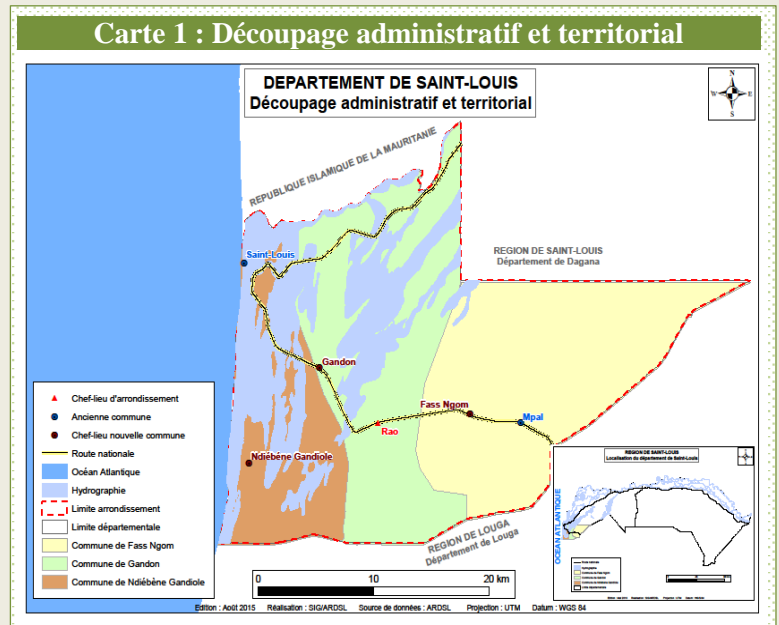 Carte 1 : Découpage administratif et territorial
DEPARTEMENT DE SAINT-LOUIS
Découpage administratif et territorial
N
W E
S
REPUBLIQUE ISLAMIQUE DE LA MAURITANIE
REGION DE SAINT-LOUIS
Département de Dagana
Saint-Louis
Gandon
Fass Ngom
Mpal
Rao
Ndiébène Gandiole
Chef-lieu d'arrondissement
Ancienne commune
Chef-lieu nouvelle commune
Route nationale
Océan Atlantique
Hydrographie
Limite arrondissement
Limite départementale
Commune de Fass Ngom
Commune de Gandon
Commune de Ndiébène Gandiole
REGION DE LOUGA
Département de Louga
0 10 20 km
REGION DE SAINT-LOUIS
Localisation du département de Saint-Louis
OCEAN ATLANTIQUE
Edition : Août 2015 Réalisation : SIG/ARDSL Source de données : ARDSL Projection : UTM Datum : WGS 84